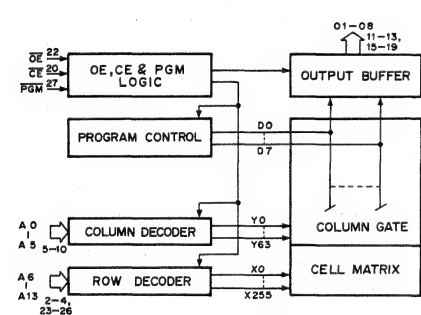 O1-O8
11-13,
15-19
OE 22
CE 20
PGM 27
OE, CE & PGM
LOGIC
OUTPUT BUFFER
PROGRAM CONTROL
D0
D7
A0
A5
5-10
COLUMN DECODER
Y0
Y63
COLUMN GATE
A6
A13
2-4,
23-26
ROW DECODER
X0
X255
CELL MATRIX